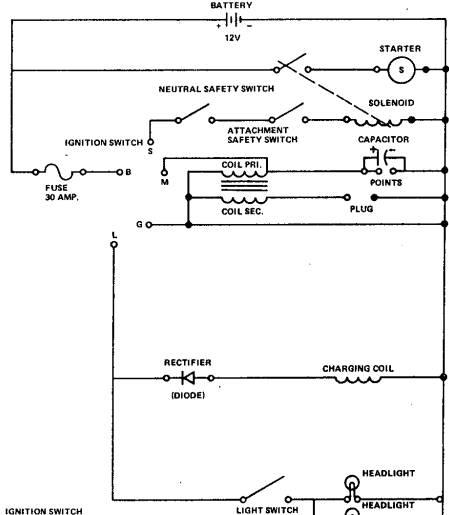 BATTERY
+ −
12V
STARTER
S
NEUTRAL SAFETY SWITCH
SOLENOID
ATTACHMENT
SAFETY SWITCH
CAPACITOR
+ −
IGNITION SWITCH
S
COIL PRI.
B
M
POINTS
FUSE
30 AMP.
COIL SEC.
PLUG
G
L
RECTIFIER
CHARGING COIL
(DIODE)
HEADLIGHT
IGNITION SWITCH
LIGHT SWITCH
HEADLIGHT